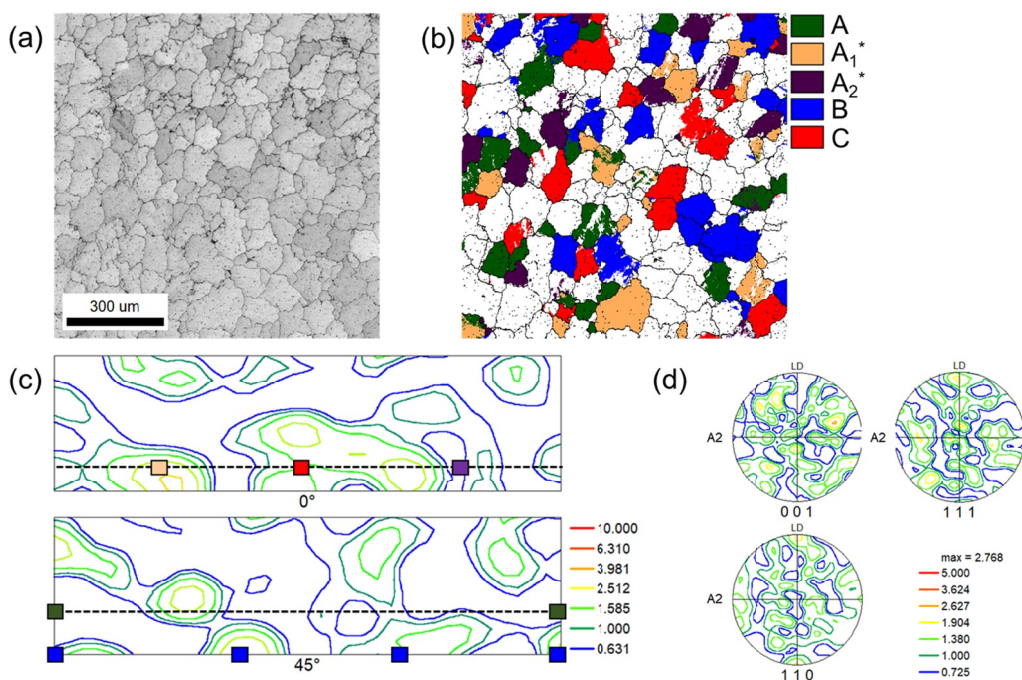 (a)
300 um
(b)
A
A1*
A2*
B
C
(c)
0°
45°
10.000
6.310
3.981
2.512
1.585
1.000
0.631
(d)
LD
A2
0 0 1
LD
A2
1 1 1
LD
A2
1 1 0
max = 2.768
5.000
3.624
2.627
1.904
1.380
1.000
0.725